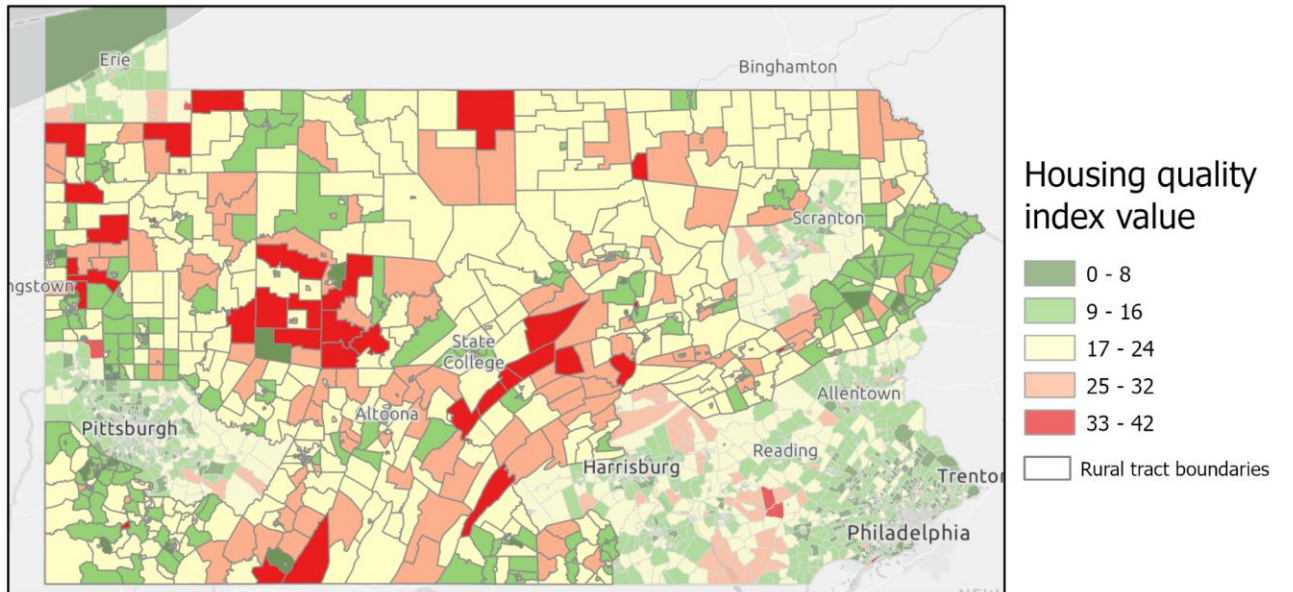 Erie
Binghamton
Scranton
ngstown
State
College
Altoona
Allentown
Pittsburgh
Reading
Harrisburg
Trenton
Philadelphia
Housing quality
index value
0 - 8
9 - 16
17 - 24
25 - 32
33 - 42
Rural tract boundaries